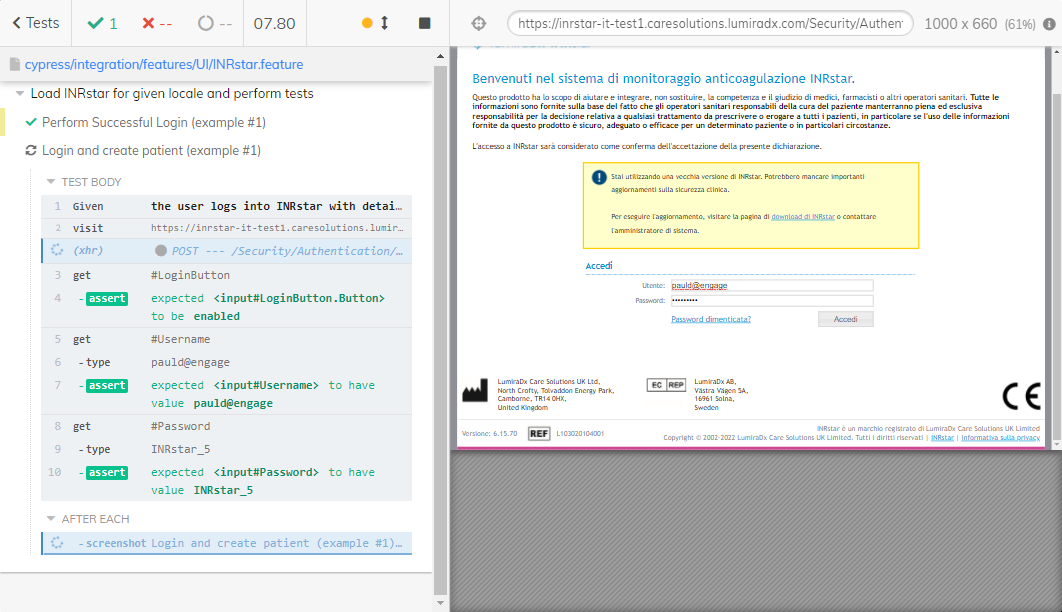 Tests
1
--
--
07.80
https://inrstar-it-test1.caresolutions.lumiradx.com/Security/Authen
1000 x 660 (61%)
cypress/integration/features/UI/INRstar.feature
Load INRstar for given locale and perform tests
Perform Successful Login (example #1)
Login and create patient (example #1)
TEST BODY
1 Given the user logs into INRstar with detai…
2 visit https://inrstar-it-test1.caresolutions.lumir…
(xhr) POST --- /Security/Authentication/…
3 get #LoginButton
4 -assert expected <input#LoginButton.Button>
to be enabled
5 get #Username
6 -type pauld@engage
7 -assert expected <input#Username> to have
value pauld@engage
8 get #Password
9 -type INRstar_5
10 -assert expected <input#Password> to have
value INRstar_5
AFTER EACH
-screenshot Login and create patient (example #1)…
Benvenuti nel sistema di monitoraggio anticoagulazione INRstar.
Questo prodotto ha lo scopo di aiutare e integrare, non sostituire, la competenza e il giudizio di medici, farmacisti o altri operatori sanitari. Tutte le
informazioni sono fornite sulla base del fatto che gli operatori sanitari responsabili della cura del paziente manterranno piena ed esclusiva
responsabilità per la decisione relativa a qualsiasi trattamento da prescrivere o erogare a tutti i pazienti, in particolare se l'uso delle informazioni
fornite da questo prodotto è sicuro, adeguato o efficace per un determinato paziente o in particolari circostanze.
L'accesso a INRstar sarà considerato come conferma dell'accettazione della presente dichiarazione.
Stai utilizzando una vecchia versione di INRstar. Potrebbero mancare importanti
aggiornamenti sulla sicurezza clinica.
Per eseguire l'aggiornamento, visitare la pagina di download di INRstar o contattare
l'amministratore di sistema.
Accedi
Utente: pauld@engage
Password: •••••••••
Password dimenticata? Accedi
LumiraDx Care Solutions UK Ltd,
North Crofty, Tolvaddon Energy Park,
Camborne, TR14 0HX,
United Kingdom
EC REP
LumiraDx AB,
Västra Vägen 5A,
16961 Solna,
Sweden
CE
Versione: 6.15.70 REF L103020104001
INRstar è un marchio registrato di LumiraDx Care Solutions UK Limited
Copyright © 2002-2022 LumiraDx Care Solutions UK Limited. Tutti i diritti riservati | INRstar | Informativa sulla privacy